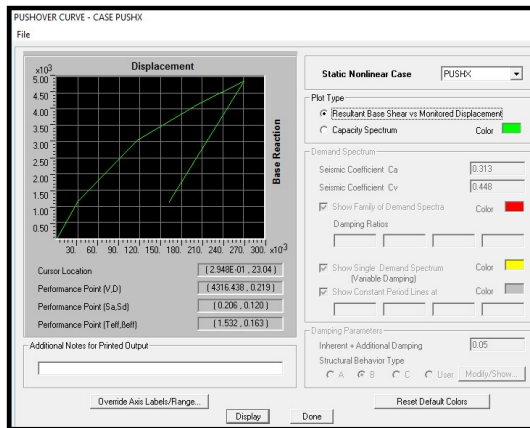 PUSHOVER CURVE - CASE PUSHX
File
Displacement
x10³
5.00
4.50
4.00
3.50
3.00
2.50
2.00
1.50
1.00
0.50
Base Reaction
30. 60. 90. 120. 150. 180. 210. 240. 270. 300. x10⁻³
Cursor Location
( 2.948E-01 , 23.04 )
Performance Point (V,D)
( 4316.438 , 0.219 )
Performance Point (Sa,Sd)
( 0.206 , 0.120 )
Performance Point (Teff,Beff)
( 1.532 , 0.163 )
Additional Notes for Printed Output
Override Axis Labels/Range...
Display
Done
Static Nonlinear Case
PUSHX
Plot Type
Resultant Base Shear vs Monitored Displacement
Capacity Spectrum
Color
Demand Spectrum
Seismic Coefficient Ca
0.313
Seismic Coefficient Cv
0.448
Show Family of Demand Spectra
Color
Damping Ratios
Show Single Demand Spectrum
Color
(Variable Damping)
Show Constant Period Lines at
Color
Damping Parameters
Inherent + Additional Damping
0.05
Structural Behavior Type
A B C User Modify/Show...
Reset Default Colors